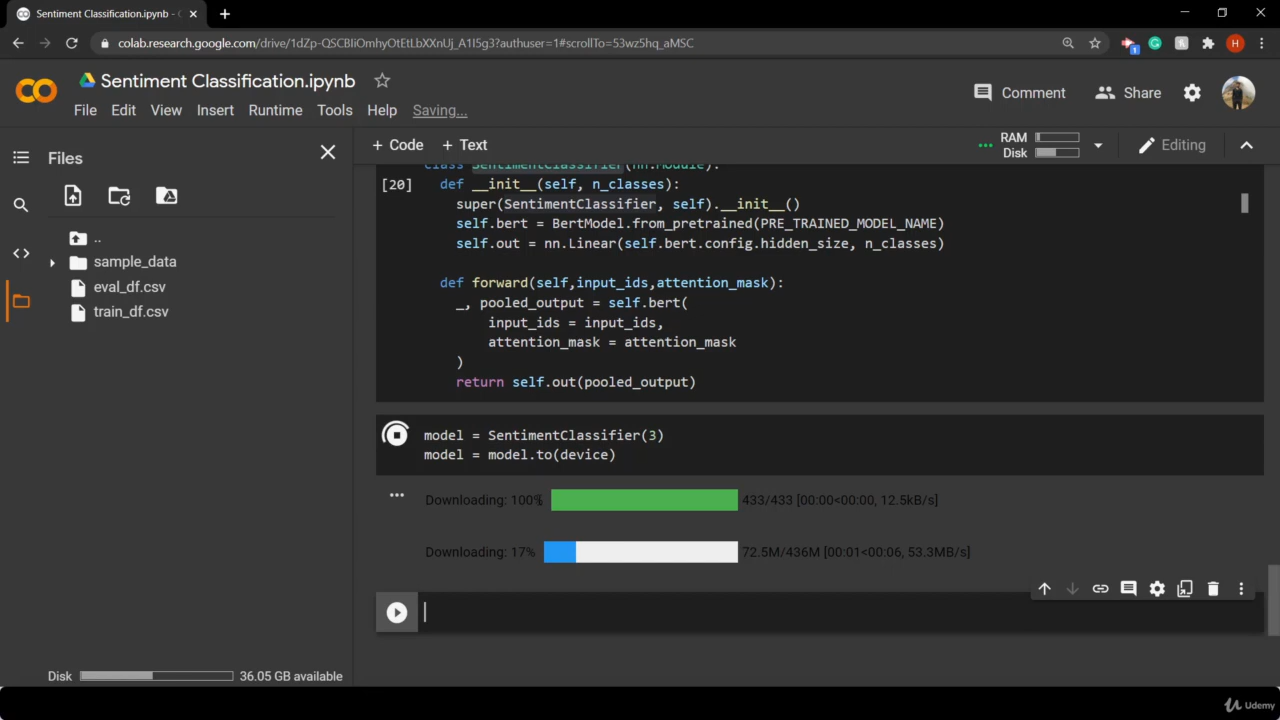 Sentiment Classification.ipynb - C
colab.research.google.com/drive/1dZp-QSCBIiOmhyOtEtLbXXnUj_A1I5g3?authuser=1#scrollTo=53wz5hq_aMSC
1
H
Sentiment Classification.ipynb
Comment
Share
File Edit View Insert Runtime Tools Help Saving...
Files
+ Code + Text
RAM
Disk
Editing
..
sample_data
eval_df.csv
train_df.csv
Disk
36.05 GB available
class SentimentClassifier(nn.Module):
[20] def __init__(self, n_classes):
super(SentimentClassifier, self).__init__()
self.bert = BertModel.from_pretrained(PRE_TRAINED_MODEL_NAME)
self.out = nn.Linear(self.bert.config.hidden_size, n_classes)
def forward(self,input_ids,attention_mask):
_, pooled_output = self.bert(
input_ids = input_ids,
attention_mask = attention_mask
)
return self.out(pooled_output)
model = SentimentClassifier(3)
model = model.to(device)
Downloading: 100% 433/433 [00:00<00:00, 12.5kB/s]
Downloading: 17% 72.5M/436M [00:01<00:06, 53.3MB/s]
Udemy